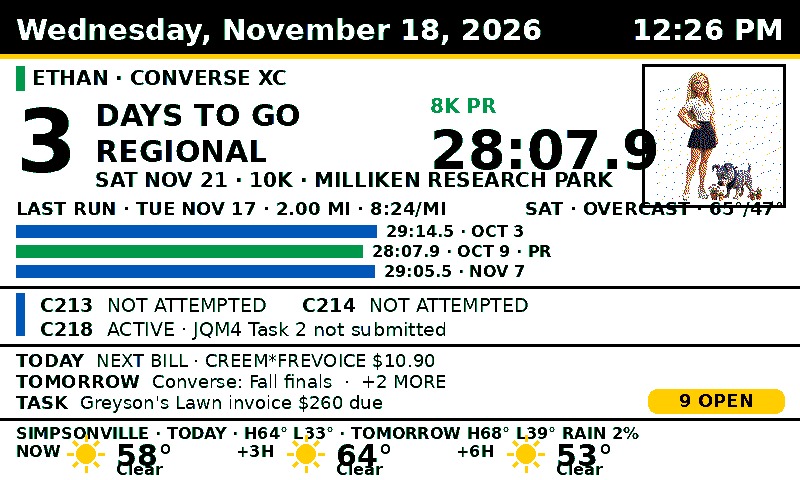 Wednesday, November 18, 2026 12:26 PM
ETHAN · CONVERSE XC
3 DAYS TO GO
REGIONAL
8K PR
28:07.9
SAT NOV 21 · 10K · MILLIKEN RESEARCH PARK
LAST RUN · TUE NOV 17 · 2.00 MI · 8:24/MI SAT · OVERCAST · 65°/47°
29:14.5 · OCT 3
28:07.9 · OCT 9 · PR
29:05.5 · NOV 7
C213 NOT ATTEMPTED C214 NOT ATTEMPTED
C218 ACTIVE · JQM4 Task 2 not submitted
TODAY NEXT BILL · CREEM*FREVOICE $10.90
TOMORROW Converse: Fall finals · +2 MORE
TASK Greyson's Lawn invoice $260 due 9 OPEN
SIMPSONVILLE · TODAY · H64° L33° · TOMORROW H68° L39° RAIN 2%
NOW 58° +3H 64° +6H 53°
Clear Clear Clear